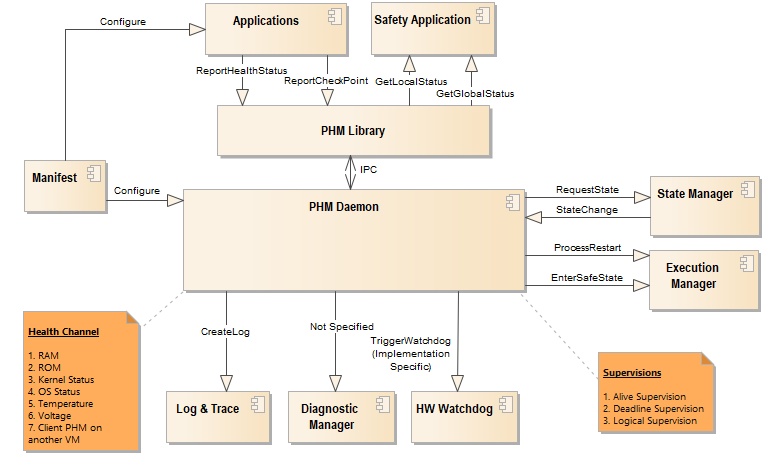 Configure
Applications
Safety Application
ReportHealthStatus
ReportCheckPoint
GetLocalStatus
GetGlobalStatus
PHM Library
IPC
Manifest
Configure
PHM Daemon
RequestState
StateChange
State Manager
ProcessRestart
EnterSafeState
Execution
Manager
CreateLog
Not Specified
TriggerWatchdog
(Implementation
Specific)
Log & Trace
Diagnostic
Manager
HW Watchdog
Health Channel
1. RAM
2. ROM
3. Kernel Status
4. OS Status
5. Temperature
6. Voltage
7. Client PHM on
another VM
Supervisions
1. Alive Supervision
2. Deadline Supervision
3. Logical Supervision